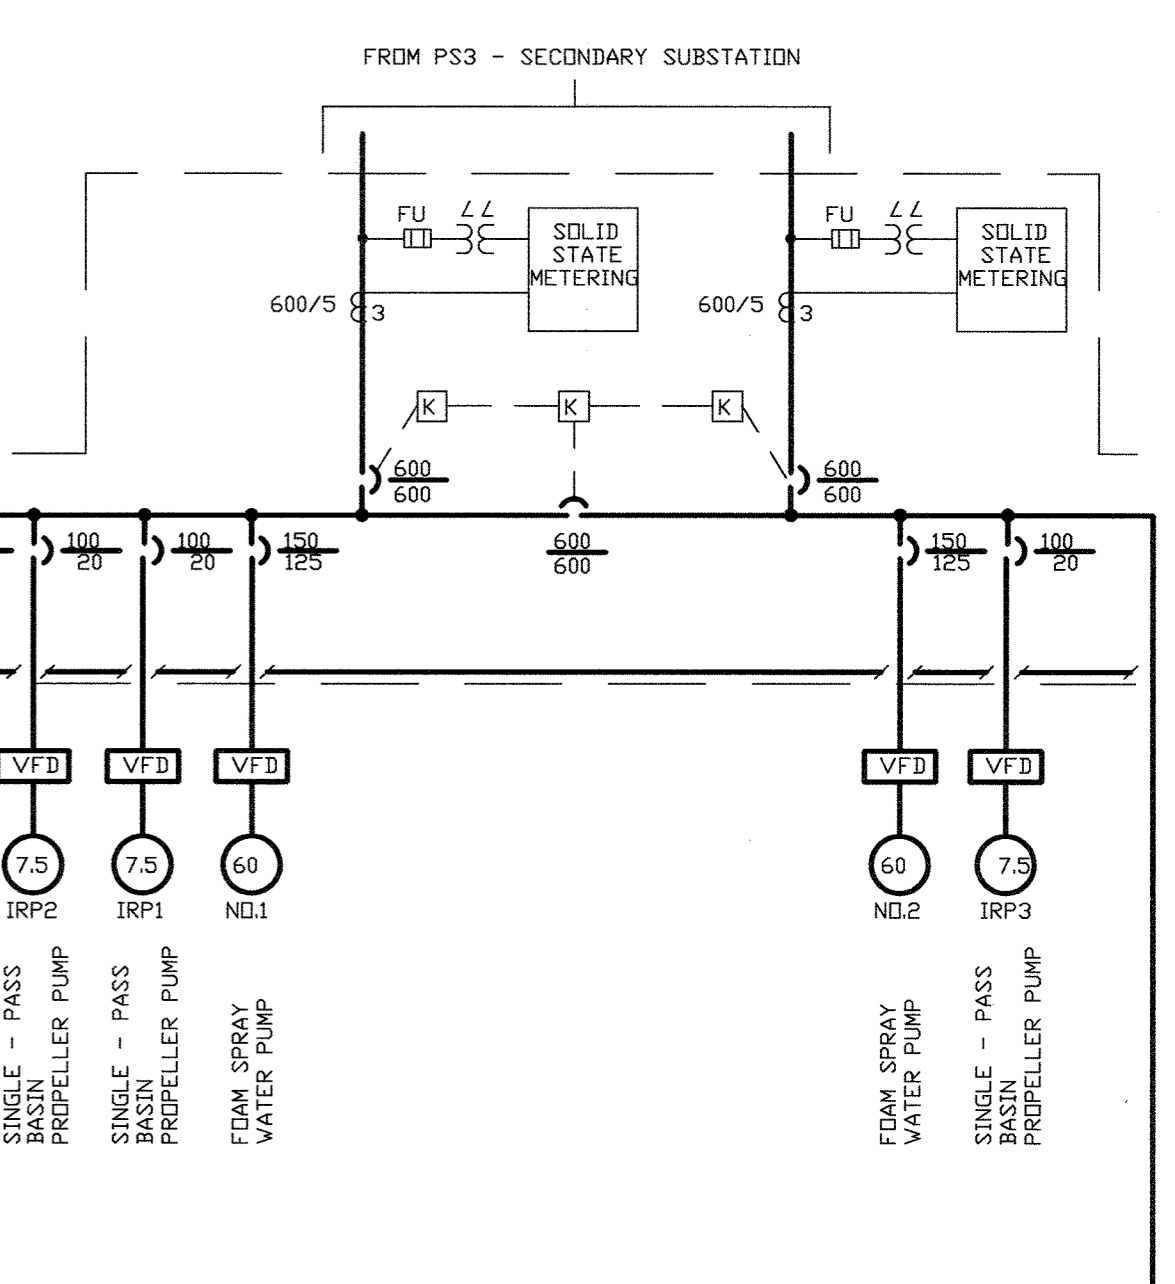 FROM PS3 - SECONDARY SUBSTATION
FU
SOLID
STATE
METERING
600/5
3
FU
SOLID
STATE
METERING
600/5
3
K
K
K
600
600
600
600
100
20
100
20
150
125
600
600
150
125
100
20
VFD
VFD
VFD
VFD
VFD
7.5
7.5
60
60
7.5
IRP2
IRP1
NO.1
NO.2
IRP3
SINGLE - PASS
BASIN
PROPELLER PUMP
SINGLE - PASS
BASIN
PROPELLER PUMP
FOAM SPRAY
WATER PUMP
FOAM SPRAY
WATER PUMP
SINGLE - PASS
BASIN
PROPELLER PUMP